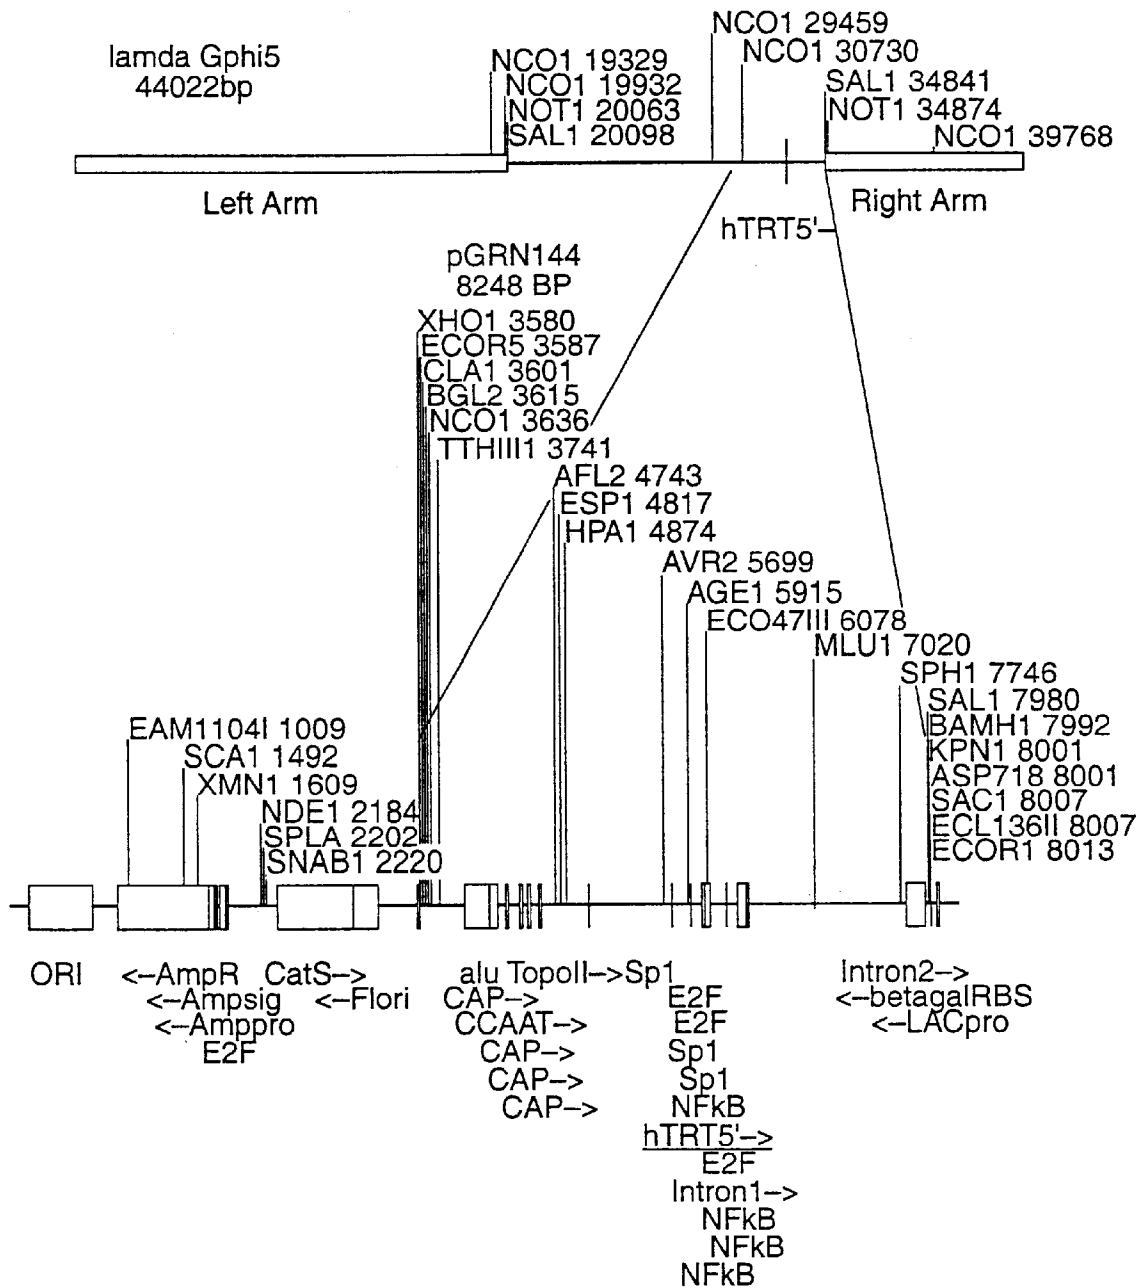 lamda Gphi5
44022bp
NCO1 19329
NCO1 19932
NOT1 20063
SAL1 20098
NCO1 29459
NCO1 30730
SAL1 34841
NOT1 34874
NCO1 39768
Left Arm
Right Arm
hTRT5'–
pGRN144
8248 BP
XHO1 3580
ECOR5 3587
CLA1 3601
BGL2 3615
NCO1 3636
TTHIII1 3741
AFL2 4743
ESP1 4817
HPA1 4874
AVR2 5699
AGE1 5915
ECO47III 6078
MLU1 7020
SPH1 7746
SAL1 7980
BAMH1 7992
KPN1 8001
ASP718 8001
SAC1 8007
ECL136II 8007
ECOR1 8013
EAM1104I 1009
SCA1 1492
XMN1 1609
NDE1 2184
SPLA 2202
SNAB1 2220
ORI
<–AmpR
<–Ampsig
<–Amppro
E2F
CatS–>
<–Flori
alu TopoII–>Sp1
CAP–>
CCAAT–>
CAP–>
CAP–>
CAP–>
E2F
E2F
Sp1
Sp1
NFkB
hTRT5'–>
E2F
Intron1–>
NFkB
NFkB
NFkB
Intron2–>
<–betagalRBS
<–LACpro